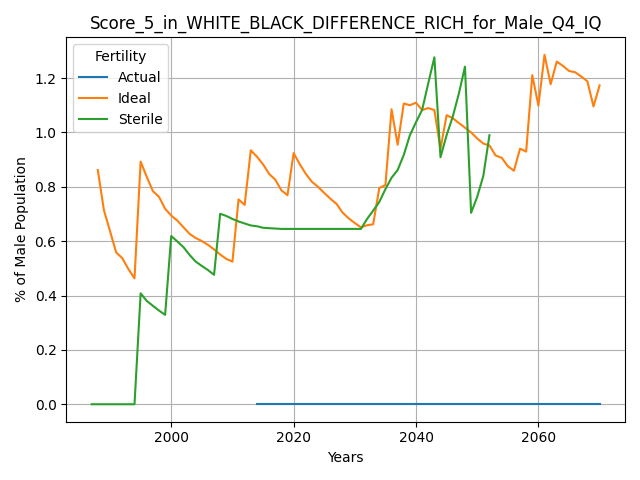 Score_5_in_WHITE_BLACK_DIFFERENCE_RICH_for_Male_Q4_IQ
Fertility
Actual
Ideal
Sterile
% of Male Population
1.2
1.0
0.8
0.6
0.4
0.2
0.0
2000 2020 2040 2060
Years